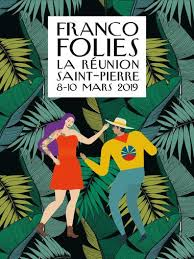 FRANCO
FOLIES
LA RÉUNION
SAINT-PIERRE
8-10 MARS 2019